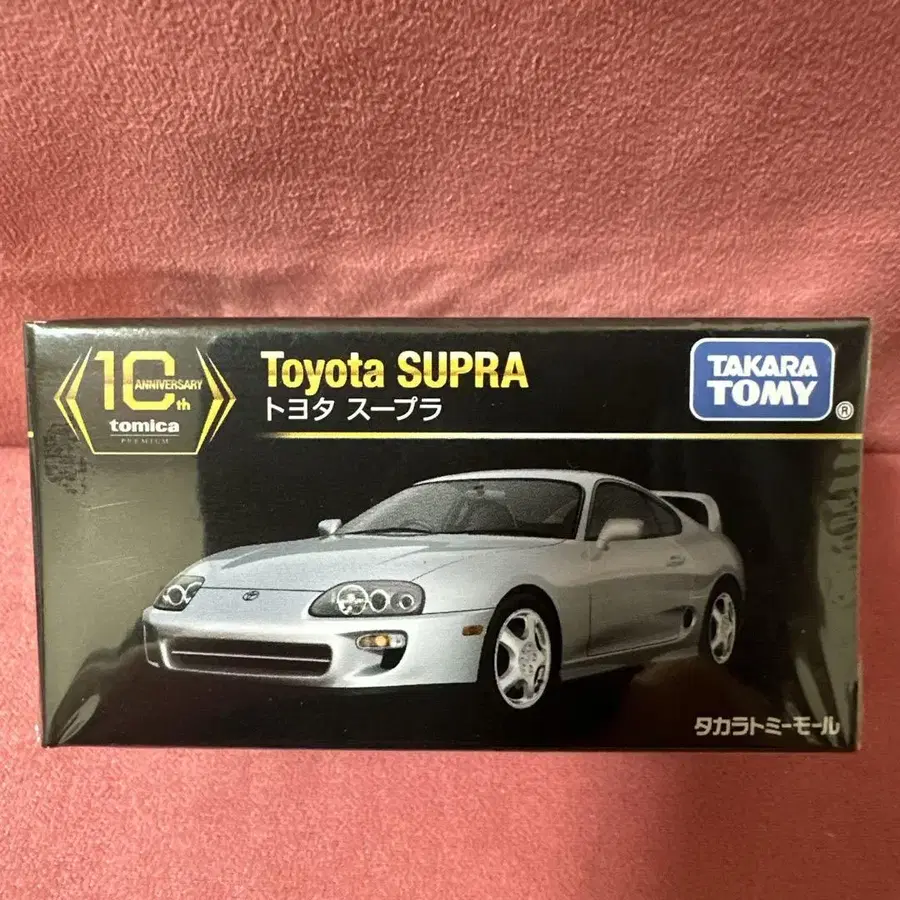 10th
ANNIVERSARY
tomica
PREMIUM
Toyota SUPRA
トヨタ スープラ
TAKARA
TOMY
®
タカラトミーモール